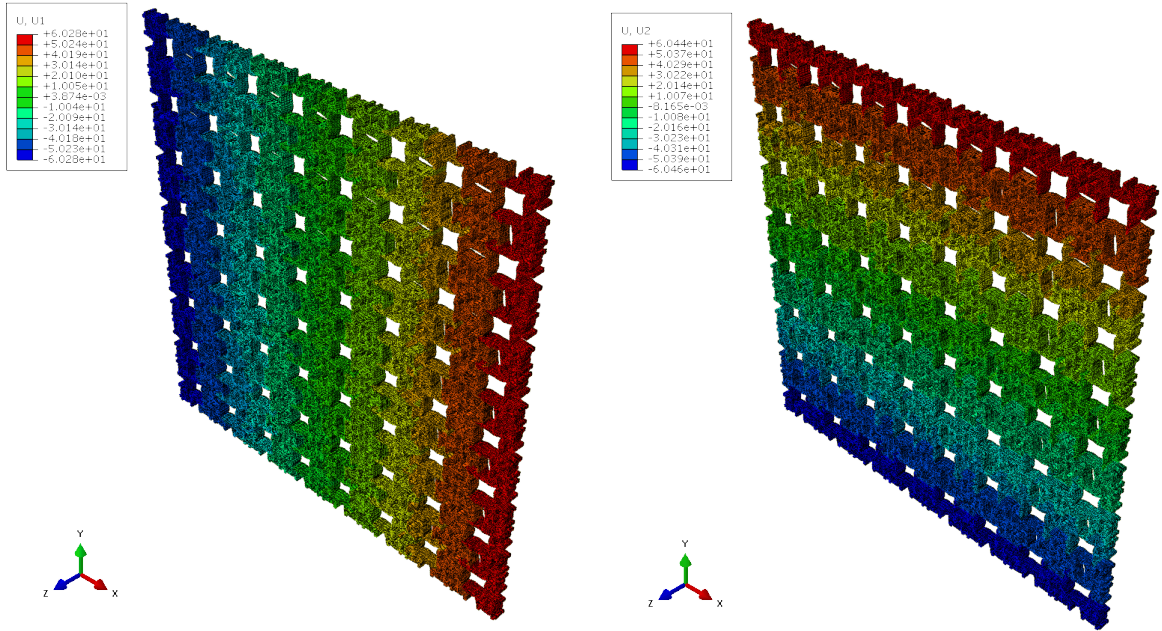 U, U1
+6.028e+01
+5.024e+01
+4.019e+01
+3.014e+01
+2.010e+01
+1.005e+01
+3.874e-03
-1.004e+01
-2.009e+01
-3.014e+01
-4.018e+01
-5.023e+01
-6.028e+01
Y
Z
X
U, U2
+6.044e+01
+5.037e+01
+4.029e+01
+3.022e+01
+2.014e+01
+1.007e+01
-8.165e-03
-1.008e+01
-2.016e+01
-3.023e+01
-4.031e+01
-5.039e+01
-6.046e+01
Y
Z
X